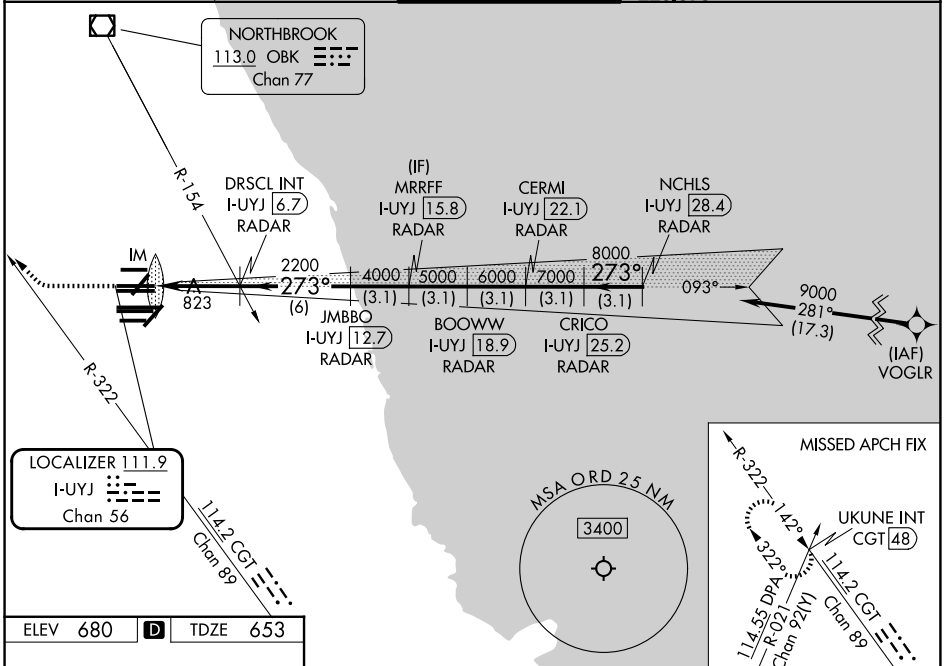 NORTHBROOK
113.0 OBK
Chan 77
R-154
DRSCL INT
I-UYJ 6.7
RADAR
(IF)
MRRFF
I-UYJ 15.8
RADAR
CERMI
I-UYJ 22.1
RADAR
NCHLS
I-UYJ 28.4
RADAR
IM
823
2200
273°
(6)
4000
(3.1)
5000
(3.1)
6000
(3.1)
7000
(3.1)
8000
273°
(3.1)
093°
9000
281°
(17.3)
(IAF)
VOGLR
JMBBO
I-UYJ 12.7
RADAR
BOOWW
I-UYJ 18.9
RADAR
CRICO
I-UYJ 25.2
RADAR
R-322
LOCALIZER 111.9
I-UYJ
Chan 56
114.2 CGT
Chan 89
MSA ORD 25 NM
3400
MISSED APCH FIX
R-322
142°
322°
UKUNE INT
CGT 48
114.2 CGT
Chan 89
114.55 DPA
R-021
Chan 92(Y)
ELEV 680 D TDZE 653